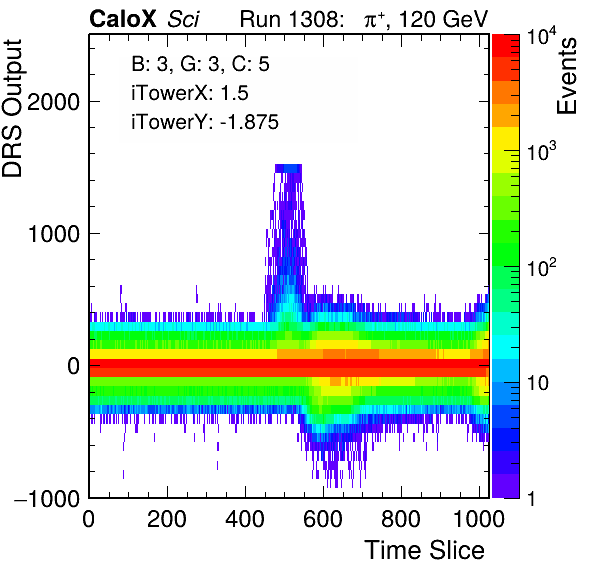 CaloX Sci Run 1308: π⁺, 120 GeV
B: 3, G: 3, C: 5
iTowerX: 1.5
iTowerY: -1.875
DRS Output
2000
1000
0
−1000
0 200 400 600 800 1000
Time Slice
Events
10⁴
10³
10²
10
1